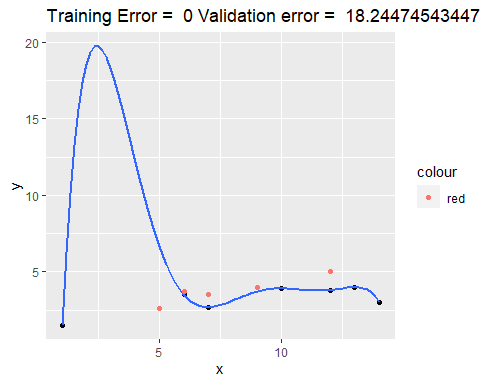 Training Error =  0 Validation error =  18.24474543447
20
15
10
5
y
5
10
x
colour
red